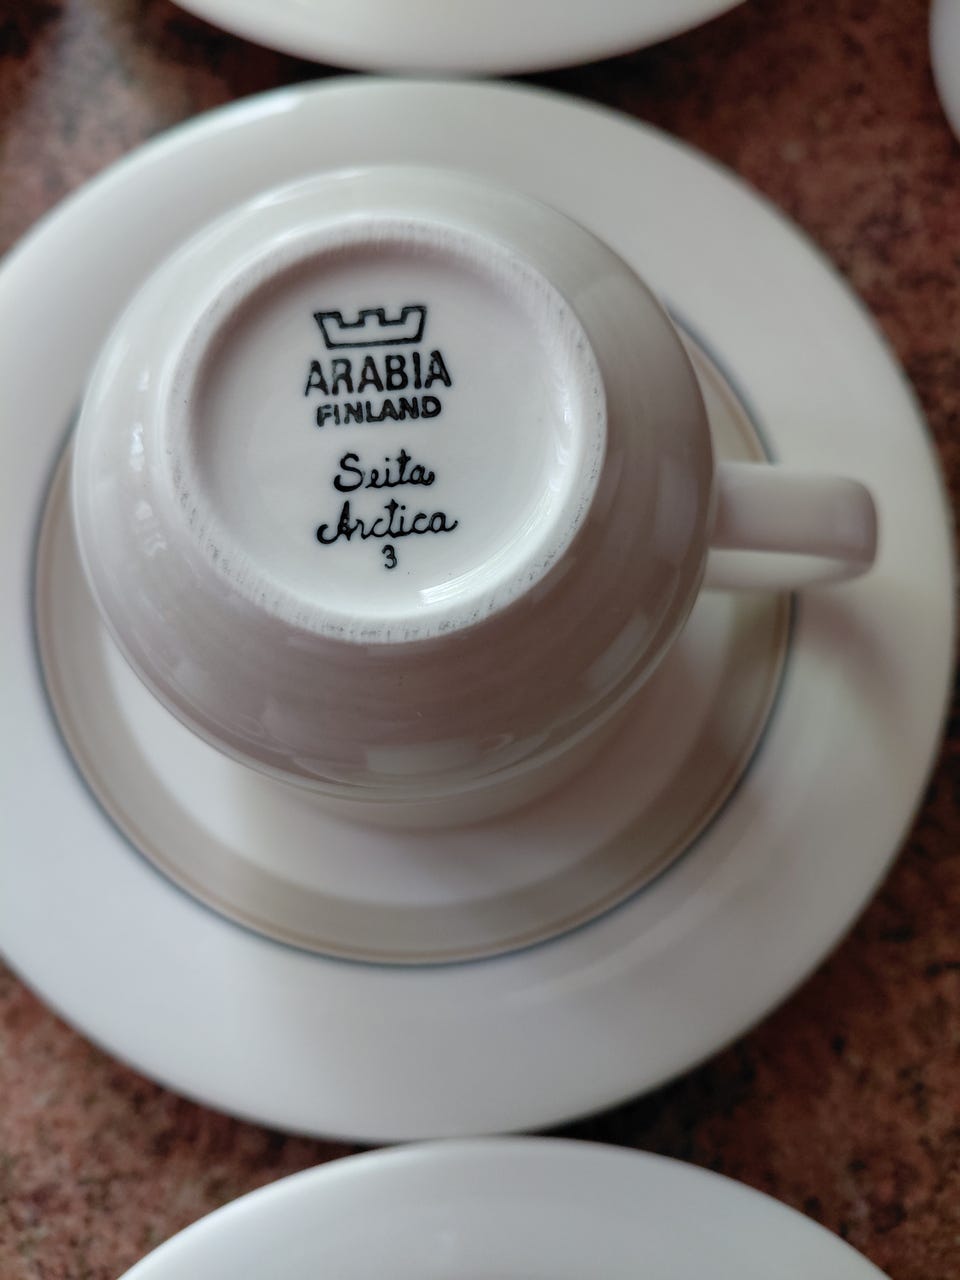 ARABIA
FINLAND
Seita
Arctica
3